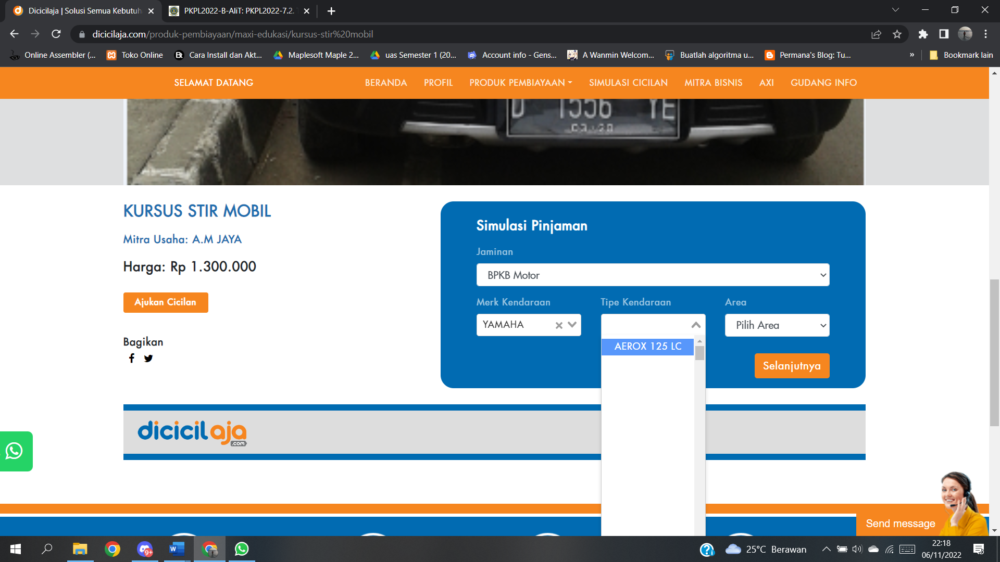 Dicicilaja | Solusi Semua Kebutuh
PKPL2022-B-AliT: PKPL2022-7.2.
dicicilaja.com/produk-pembiayaan/maxi-edukasi/kursus-stir%20mobil
Online Assembler (...
Toko Online
Cara Install dan Akt...
Maplesoft Maple 2...
uas Semester 1 (20...
Account info - Gens...
A Wanmin Welcom...
Buatlah algoritma u...
Permana's Blog: Tu...
»
Bookmark lain
SELAMAT DATANG
BERANDA
PROFIL
PRODUK PEMBIAYAAN
SIMULASI CICILAN
MITRA BISNIS
AXI
GUDANG INFO
D 1556 YE
KURSUS STIR MOBIL
Mitra Usaha: A.M JAYA
Harga: Rp 1.300.000
Ajukan Cicilan
Bagikan
Simulasi Pinjaman
Jaminan
BPKB Motor
Merk Kendaraan
Tipe Kendaraan
Area
YAMAHA
Pilih Area
AEROX 125 LC
Selanjutnya
dicicilaja
.com
Send message
9+
25°C Berawan
22:18
06/11/2022